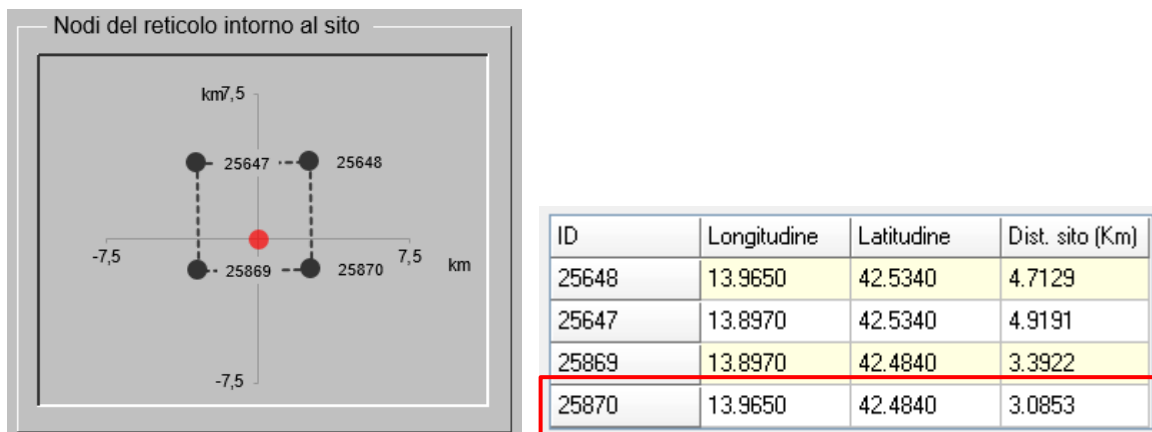 Nodi del reticolo intorno al sito
km7,5
25647 25648
-7,5 7,5 km
25869 25870
-7,5
ID Longitudine Latitudine Dist. sito (Km)
25648 13.9650 42.5340 4.7129
25647 13.8970 42.5340 4.9191
25869 13.8970 42.4840 3.3922
25870 13.9650 42.4840 3.0853